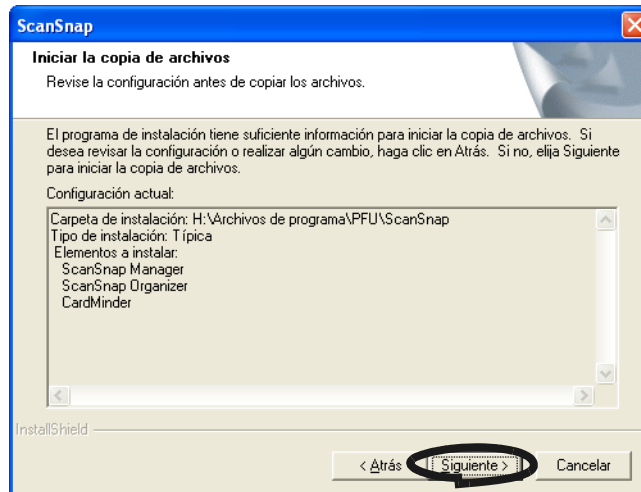 ScanSnap
Iniciar la copia de archivos
Revise la configuración antes de copiar los archivos.
El programa de instalación tiene suficiente información para iniciar la copia de archivos. Si
desea revisar la configuración o realizar algún cambio, haga clic en Atrás. Si no, elija Siguiente
para iniciar la copia de archivos.
Configuración actual:
Carpeta de instalación: H:\Archivos de programa\PFU\ScanSnap
Tipo de instalación: Típica
Elementos a instalar:
ScanSnap Manager
ScanSnap Organizer
CardMinder
InstallShield
< Atrás Siguiente > Cancelar